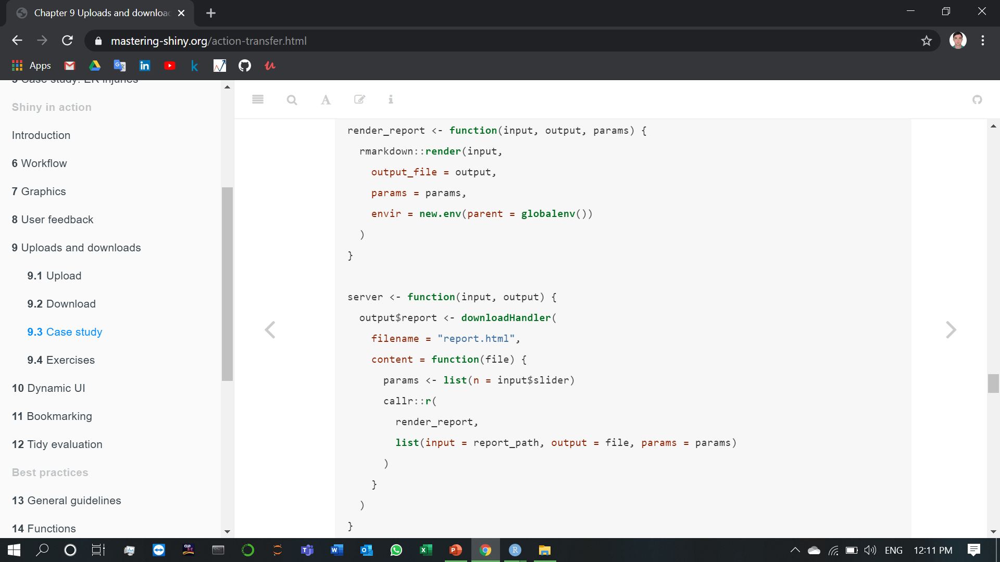 Chapter 9 Uploads and downloa
mastering-shiny.org/action-transfer.html
Apps
5 Case study: ER injuries
Shiny in action
Introduction
6 Workflow
7 Graphics
8 User feedback
9 Uploads and downloads
9.1 Upload
9.2 Download
9.3 Case study
9.4 Exercises
10 Dynamic UI
11 Bookmarking
12 Tidy evaluation
Best practices
13 General guidelines
14 Functions
render_report <- function(input, output, params) {
rmarkdown::render(input,
output_file = output,
params = params,
envir = new.env(parent = globalenv())
)
}
server <- function(input, output) {
output$report <- downloadHandler(
filename = "report.html",
content = function(file) {
params <- list(n = input$slider)
callr::r(
render_report,
list(input = report_path, output = file, params = params)
)
}
)
}
ENG
12:11 PM